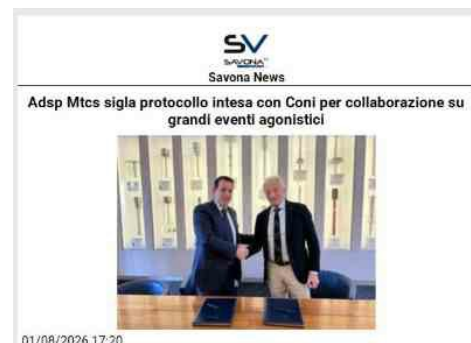 SV
SAVONA
Savona News
Adsp Mtcs sigla protocollo intesa con Coni per collaborazione su
grandi eventi agonistici
01/08/2026 17:20